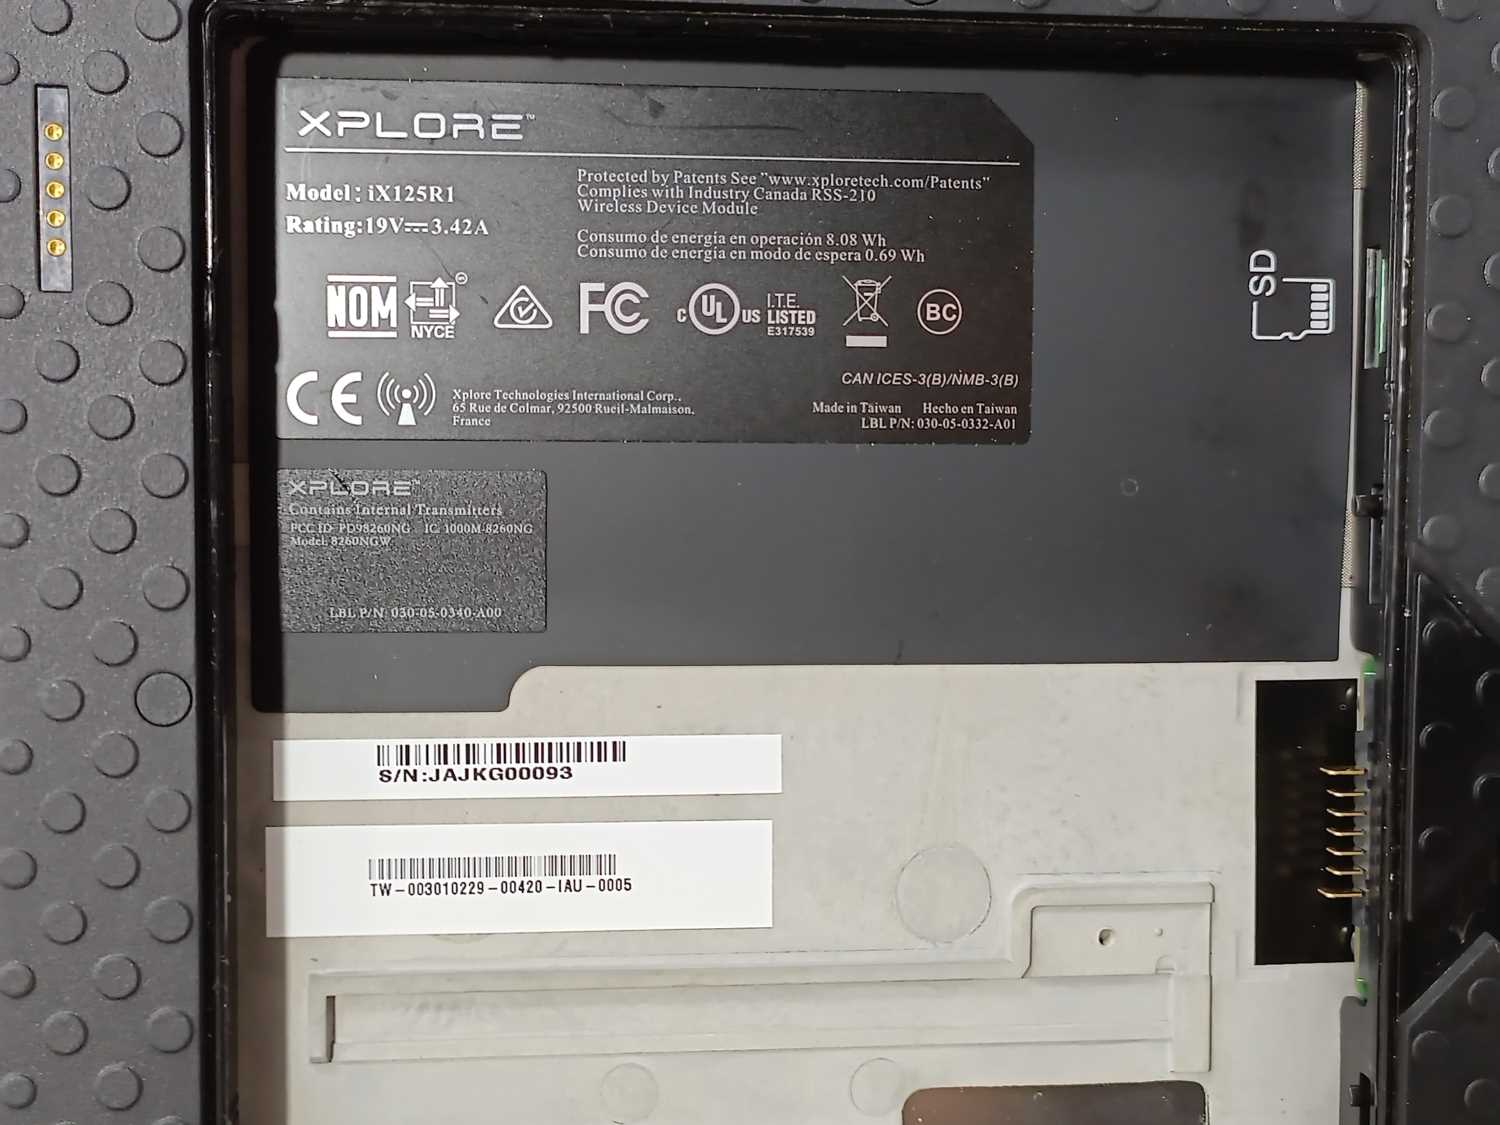 XPLORE™
Model: iX125R1
Rating:19V⎓3.42A
Protected by Patents See "www.xploretech.com/Patents"
Complies with Industry Canada RSS-210
Wireless Device Module
Consumo de energía en operación 8.08 Wh
Consumo de energía en modo de espera 0.69 Wh
NOM
NYCE
FC
C UL US
I.T.E.
LISTED
E317539
BC
CE
Xplore Technologies International Corp.,
65 Rue de Colmar, 92500 Rueil-Malmaison,
France
CAN ICES-3(B)/NMB-3(B)
Made in Taiwan Hecho en Taiwan
LBL P/N: 030-05-0332-A01
SD
XPLORE™
Contains Internal Transmitters
FCC ID PD98260NG IC 1000M-8260NG
Model: 8260NGW
LBL P/N: 030-05-0340-A00
S/N:JAJKG00093
TW-003010229-00420-IAU-0005